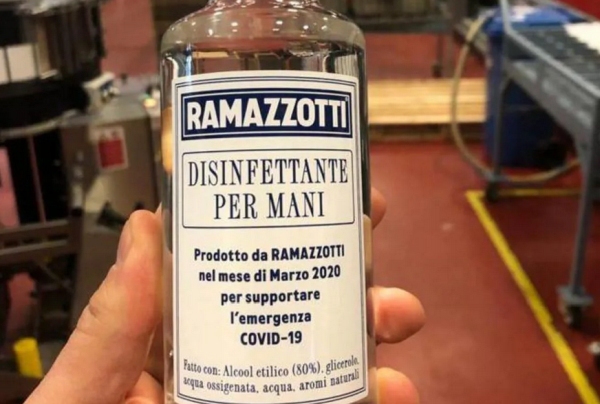 RAMAZZOTTI
DISINFETTANTE
PER MANI
Prodotto da RAMAZZOTTI
nel mese di Marzo 2020
per supportare
l'emergenza
COVID-19
Fatto con: Alcool etilico (80%), glicerolo,
acqua ossigenata, acqua, aromi naturali